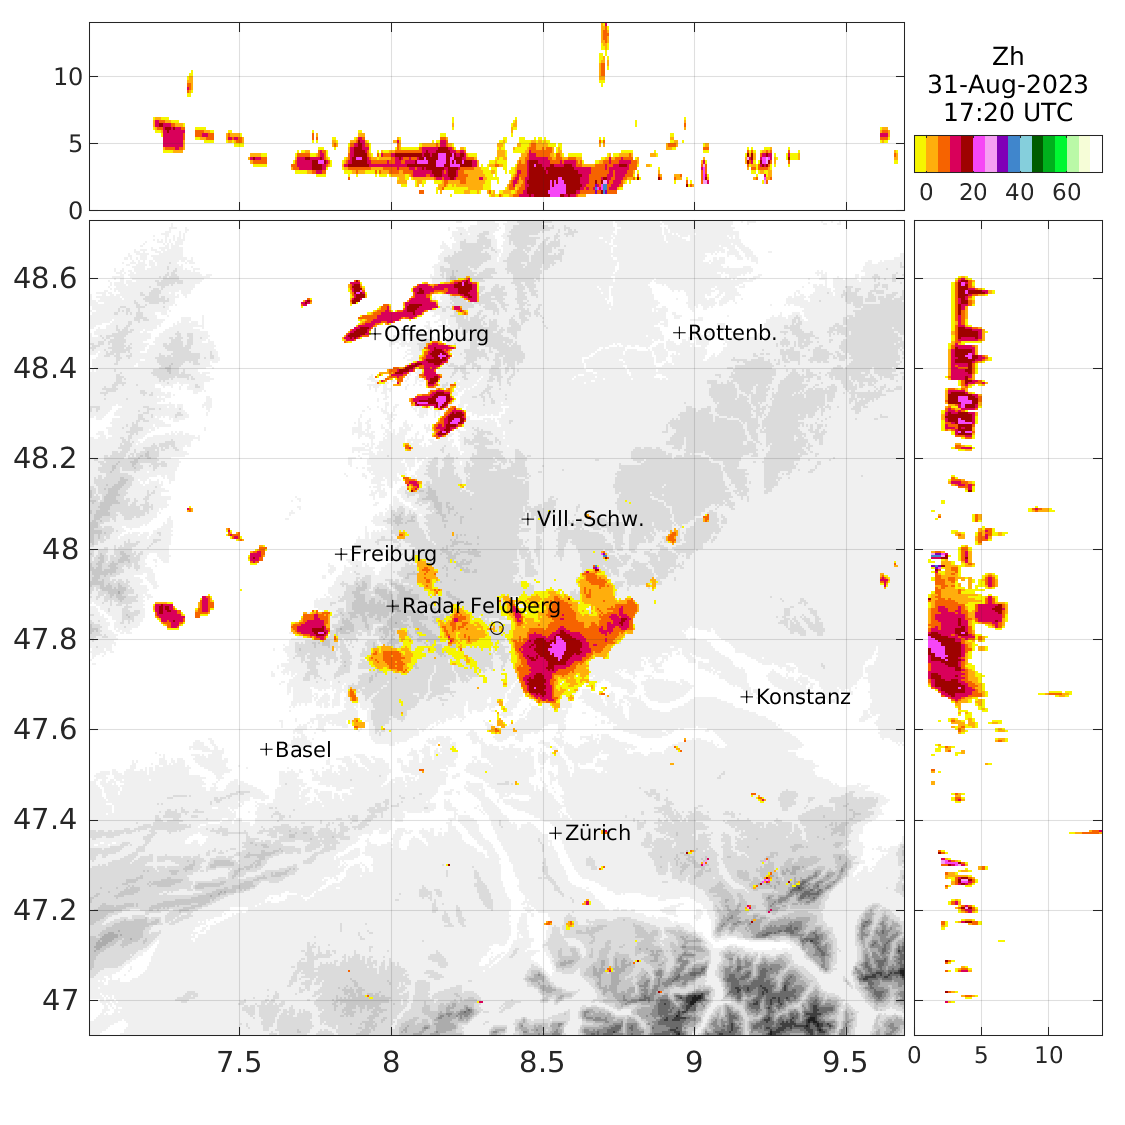 10
5
0
Zh
31-Aug-2023
17:20 UTC
0 20 40 60
48.6
48.4
48.2
48
47.8
47.6
47.4
47.2
47
+Offenburg
+Rottenb.
+Vill.-Schw.
+Freiburg
+Radar Feldberg
+Konstanz
+Basel
+Zürich
7.5 8 8.5 9 9.5
0 5 10